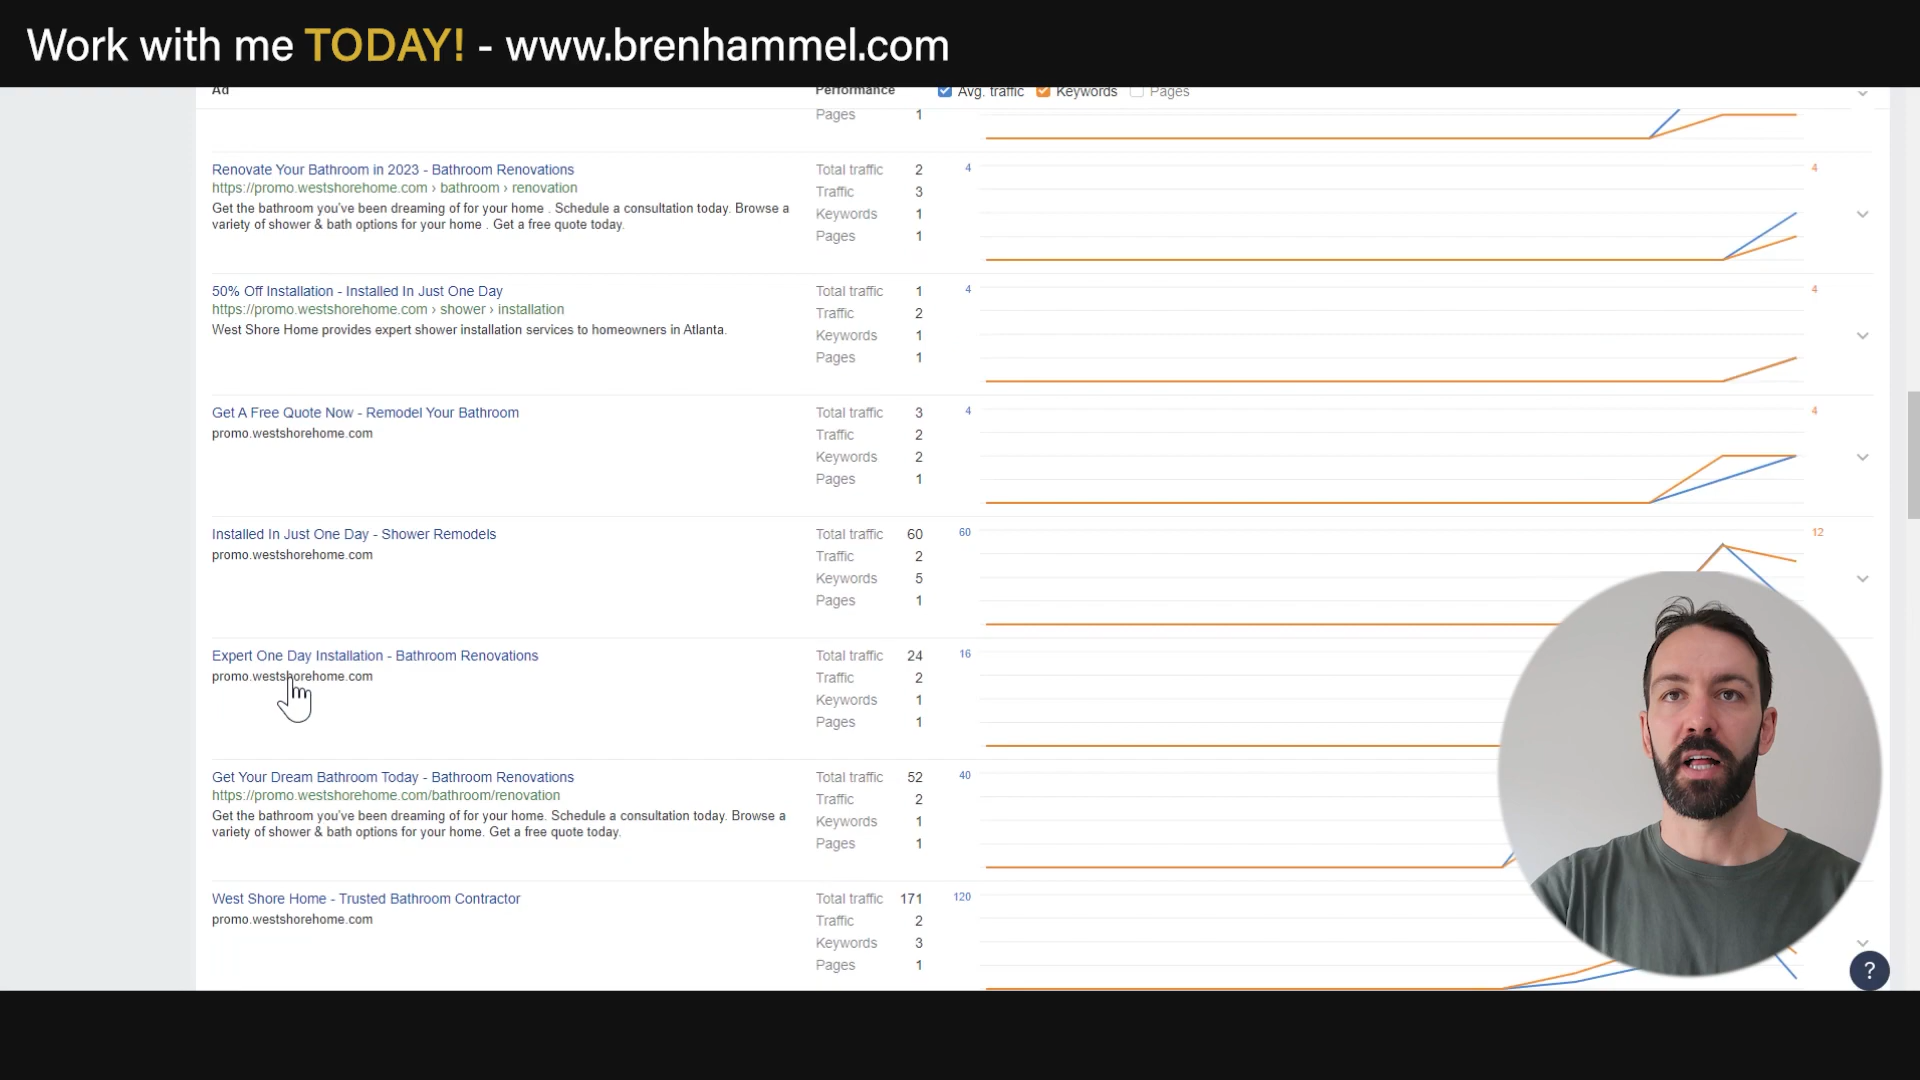 Work with me TODAY! - www.brenhammel.com
Ad Performance Avg. traffic Keywords Pages
Pages 1
Renovate Your Bathroom in 2023 - Bathroom Renovations
https://promo.westshorehome.com › bathroom › renovation
Get the bathroom you've been dreaming of for your home . Schedule a consultation today. Browse a
variety of shower & bath options for your home . Get a free quote today.
Total traffic 2
Traffic 3
Keywords 1
Pages 1
4
4
50% Off Installation - Installed In Just One Day
https://promo.westshorehome.com › shower › installation
West Shore Home provides expert shower installation services to homeowners in Atlanta.
Total traffic 1
Traffic 2
Keywords 1
Pages 1
4
4
Get A Free Quote Now - Remodel Your Bathroom
promo.westshorehome.com
Total traffic 3
Traffic 2
Keywords 2
Pages 1
4
4
Installed In Just One Day - Shower Remodels
promo.westshorehome.com
Total traffic 60
Traffic 2
Keywords 5
Pages 1
60
12
Expert One Day Installation - Bathroom Renovations
promo.westshorehome.com
Total traffic 24
Traffic 2
Keywords 1
Pages 1
16
Get Your Dream Bathroom Today - Bathroom Renovations
https://promo.westshorehome.com/bathroom/renovation
Get the bathroom you've been dreaming of for your home. Schedule a consultation today. Browse a
variety of shower & bath options for your home. Get a free quote today.
Total traffic 52
Traffic 2
Keywords 1
Pages 1
40
West Shore Home - Trusted Bathroom Contractor
promo.westshorehome.com
Total traffic 171
Traffic 2
Keywords 3
Pages 1
120
?